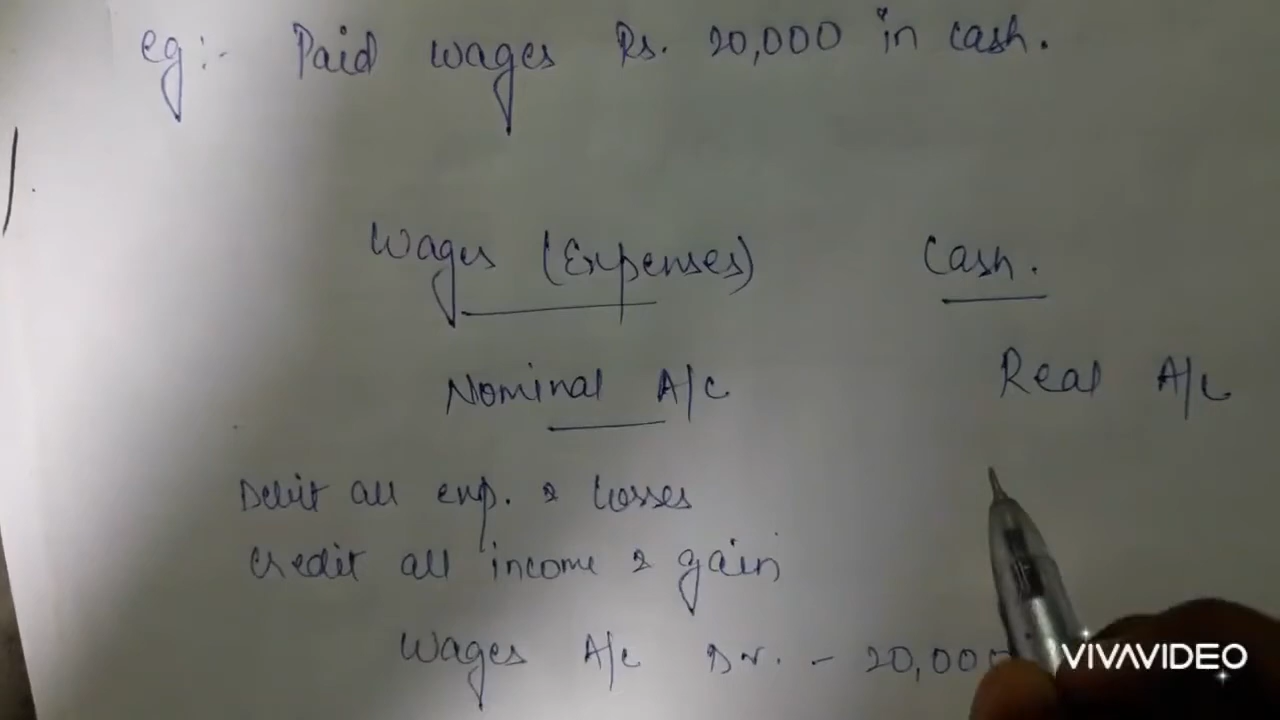 eg:- Paid wages Rs. 20,000 in cash.
Wages (Expenses) Cash.
Nominal A/c Real A/c
Debit all exp. & losses
Credit all income & gain
Wages A/c Dr. - 20,000
VIVAVIDEO